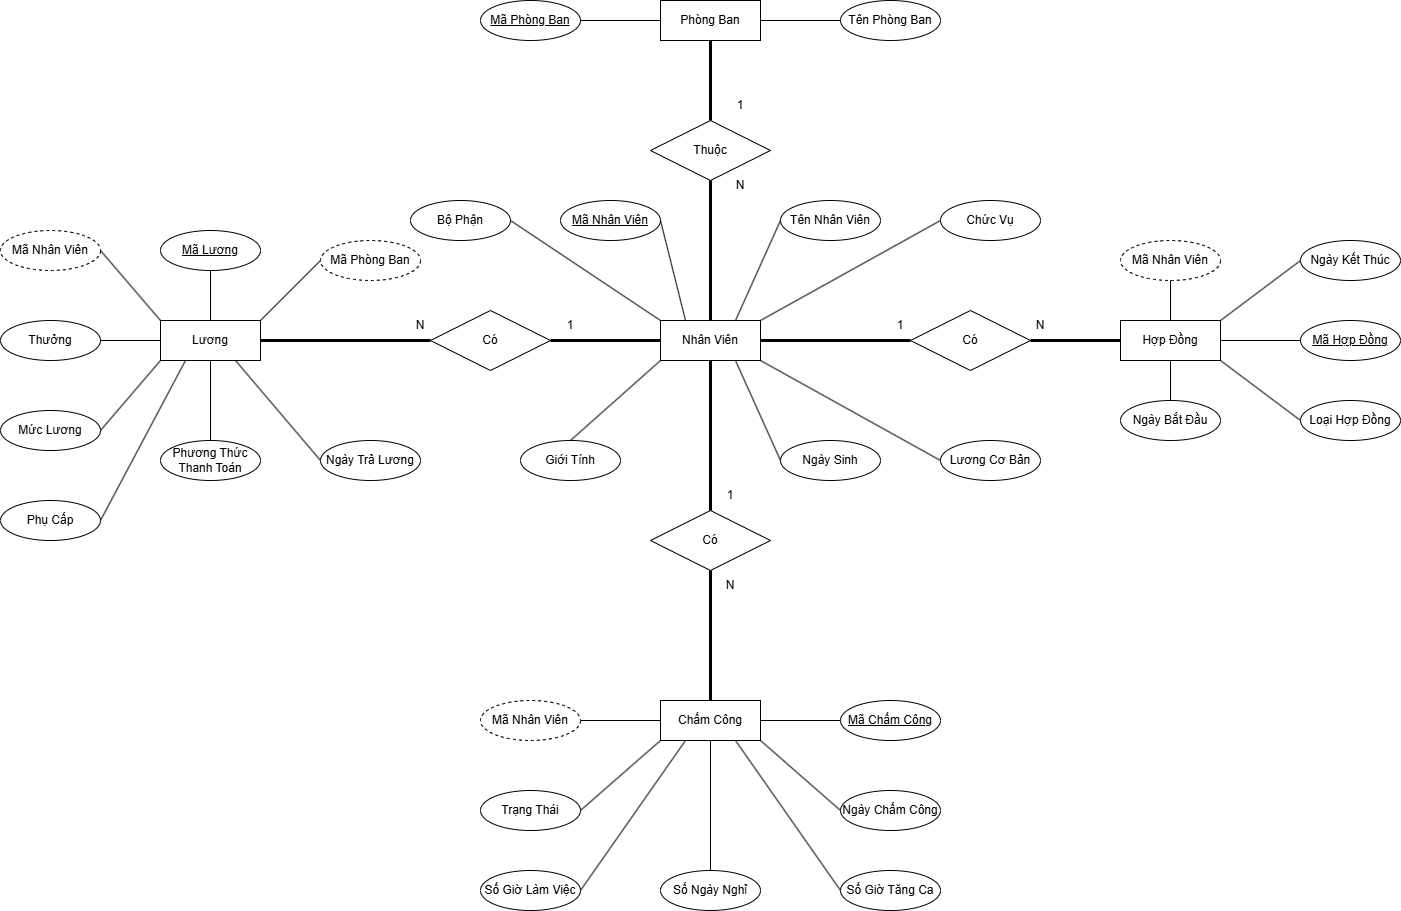 Mã Phòng Ban
Phòng Ban
Tên Phòng Ban
1
Thuộc
N
Bộ Phận
Mã Nhân Viên
Tên Nhân Viên
Chức Vụ
Mã Nhân Viên
Mã Lương
Mã Phòng Ban
Mã Nhân Viên
Ngày Kết Thúc
Thưởng
Lương
N
Có
1
Nhân Viên
1
Có
N
Hợp Đồng
Mã Hợp Đồng
Mức Lương
Phương Thức
Thanh Toán
Ngày Trả Lương
Giới Tính
Ngày Sinh
Lương Cơ Bản
Ngày Bắt Đầu
Loại Hợp Đồng
Phụ Cấp
1
Có
N
Mã Nhân Viên
Chấm Công
Mã Chấm Công
Trạng Thái
Ngày Chấm Công
Số Giờ Làm Việc
Số Ngày Nghỉ
Số Giờ Tăng Ca